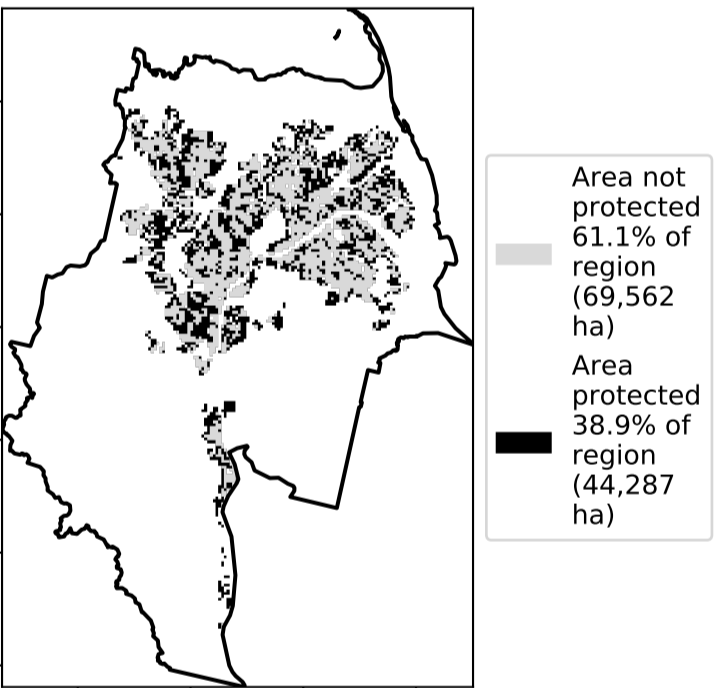 Area not
protected
61.1% of
region
(69,562
ha)
Area
protected
38.9% of
region
(44,287
ha)